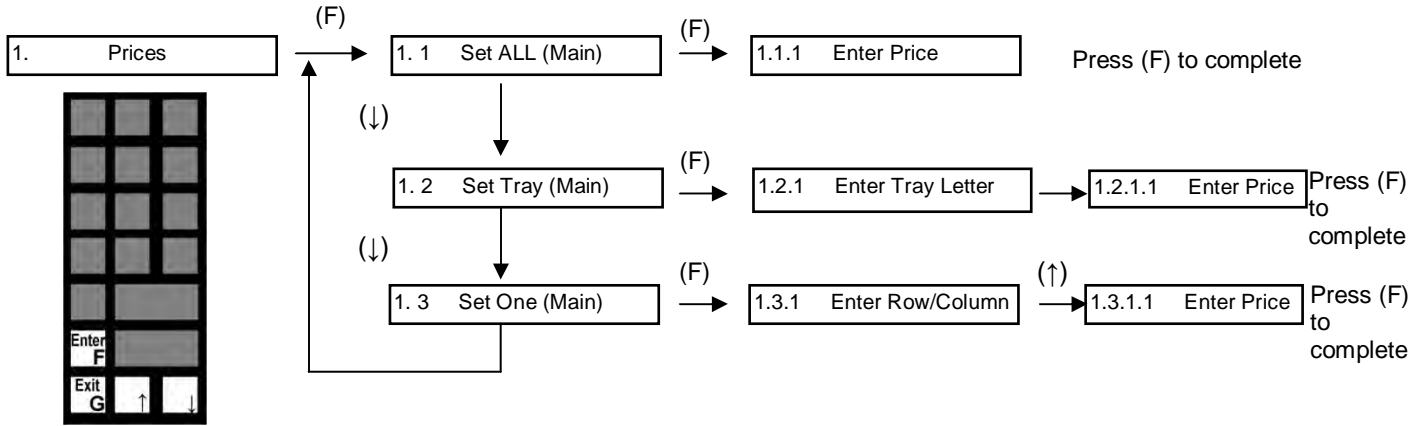 (F)
1. Prices
1. 1 Set ALL (Main)
(F)
1.1.1 Enter Price
Press (F) to complete
(↓)
1. 2 Set Tray (Main)
(F)
1.2.1 Enter Tray Letter
1.2.1.1 Enter Price
Press (F)
to
complete
(↓)
1. 3 Set One (Main)
(F)
1.3.1 Enter Row/Column
(↑)
1.3.1.1 Enter Price
Press (F)
to
complete
Enter
F
Exit
G
↑
↓